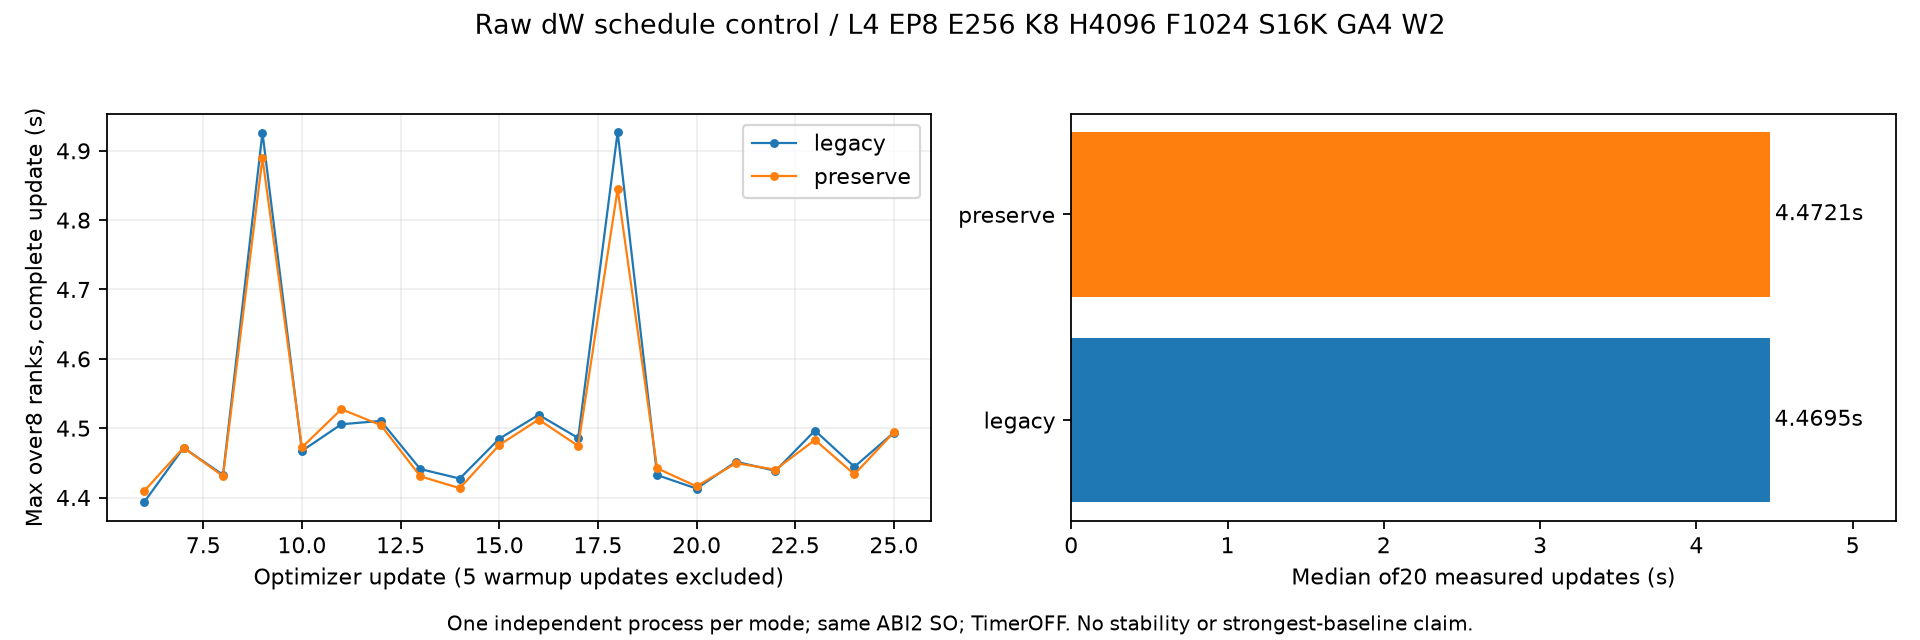 Raw dW schedule control / L4 EP8 E256 K8 H4096 F1024 S16K GA4 W2
Max over8 ranks, complete update (s)
4.9
4.8
4.7
4.6
4.5
4.4
legacy
preserve
7.5 10.0 12.5 15.0 17.5 20.0 22.5 25.0
Optimizer update (5 warmup updates excluded)
preserve
4.4721s
legacy
4.4695s
0 1 2 3 4 5
Median of20 measured updates (s)
One independent process per mode; same ABI2 SO; TimerOFF. No stability or strongest-baseline claim.